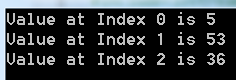 Value at Index 0 is 5
Value at Index 1 is 53
Value at Index 2 is 36